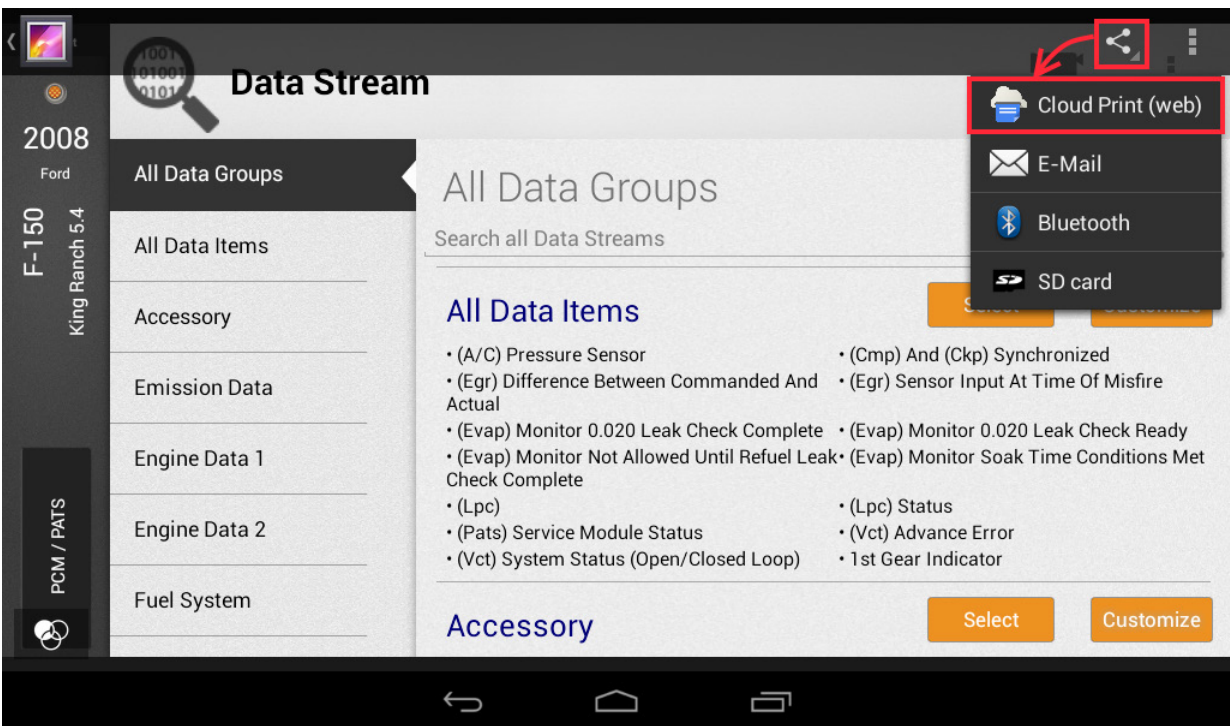 1001
101001
0101
Data Stream
2008
Ford
F-150
King Ranch 5.4
PCM / PATS
All Data Groups
All Data Items
Accessory
Emission Data
Engine Data 1
Engine Data 2
Fuel System
Cloud Print (web)
E-Mail
Bluetooth
SD card
All Data Groups
Search all Data Streams
All Data Items
Select Customize
• (A/C) Pressure Sensor
• (Cmp) And (Ckp) Synchronized
• (Egr) Difference Between Commanded And
Actual
• (Egr) Sensor Input At Time Of Misfire
• (Evap) Monitor 0.020 Leak Check Complete
• (Evap) Monitor 0.020 Leak Check Ready
• (Evap) Monitor Not Allowed Until Refuel Leak
Check Complete
• (Evap) Monitor Soak Time Conditions Met
• (Lpc)
• (Lpc) Status
• (Pats) Service Module Status
• (Vct) Advance Error
• (Vct) System Status (Open/Closed Loop)
• 1st Gear Indicator
Accessory
Select Customize